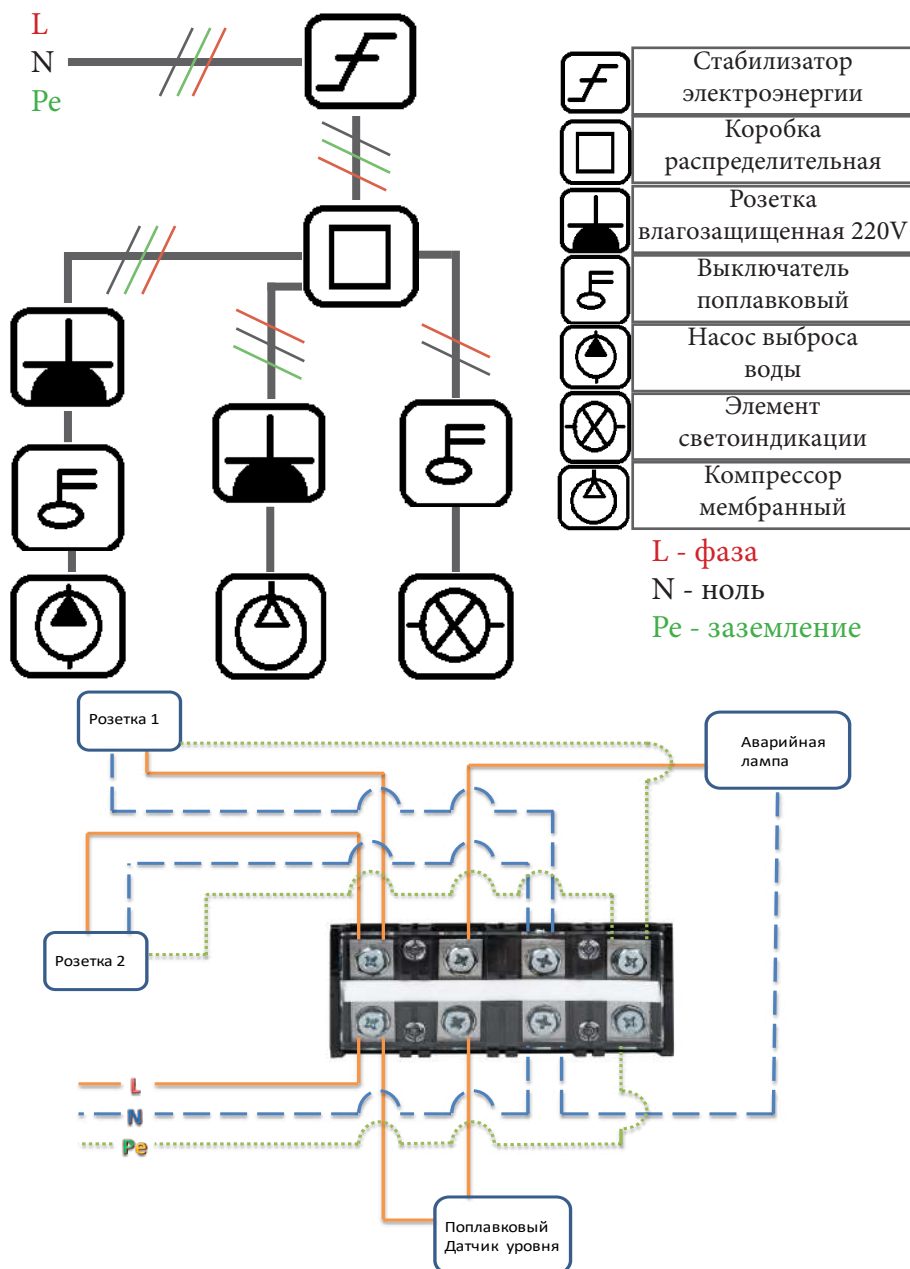 L
N
Pe
Стабилизатор
электроэнергии
Коробка
распределительная
Розетка
влагозащищенная 220V
Выключатель
поплавковый
Насос выброса
воды
Элемент
светоиндикации
Компрессор
мембранный
L - фаза
N - ноль
Pe - заземление
Розетка 1
Аварийная
лампа
Розетка 2
L
N
Pe
Поплавковый
Датчик уровня